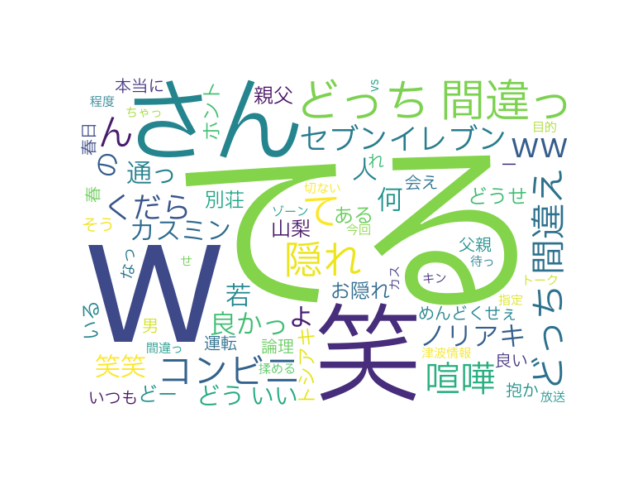 本当に
程度
ちゃっ
ホント
さん
親父
どっち 間違っ
vs
春日
ん
セブンイレブン
ww
目的
の
通っ
てる
人
れ
一
春
くだら
別荘
切ない
て
何
会え
どうせ
どっち 間違え
ゾーン
ある
そう
カスミン
山梨
今回
W
なっ
隠れ
父親
せ
待っ
カス
キン
トーク
若
お隠れ
いる
よ
めんどくせぇ
指定
男
良かっ
笑
ノリアキ
運転
論理
トシアキ
津波情報
間違っ
笑笑
コンビニ
揉める
喧嘩
良い
いつも
どー
どう いい
抱か
放送